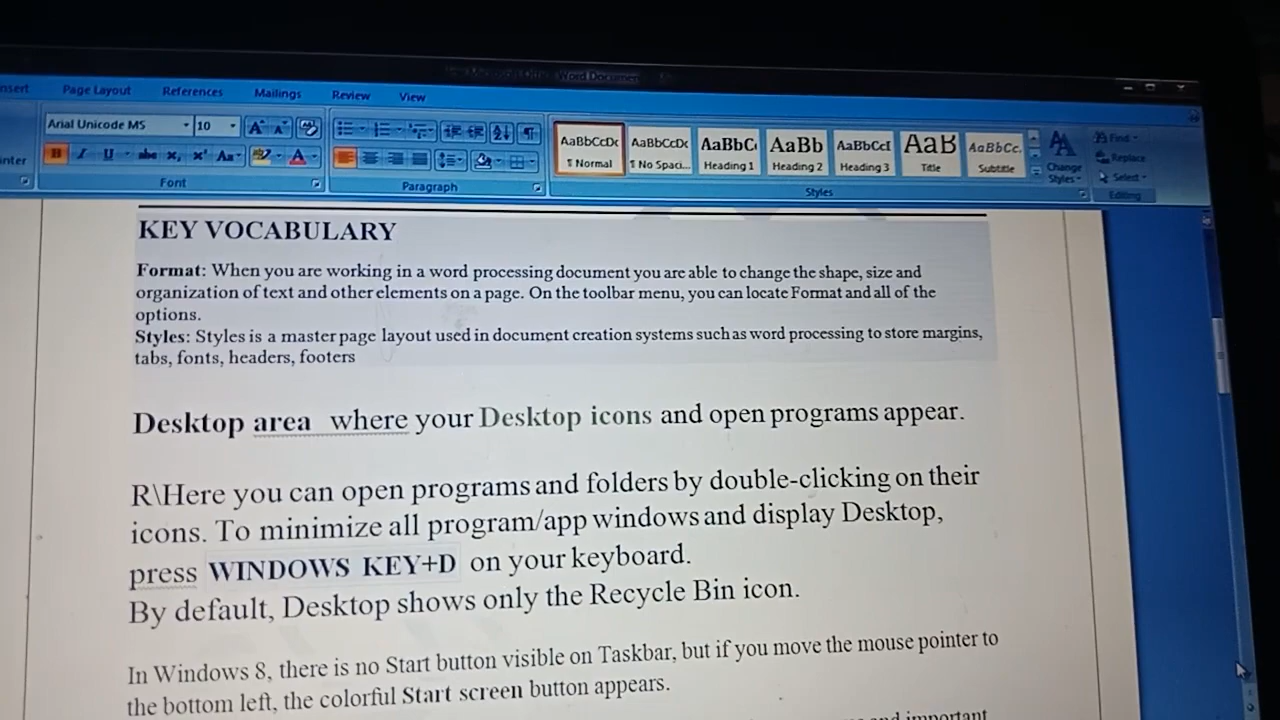 Word Documen
nsert Page Layout References Mailings Review View
Arial Unicode MS 10
B I U abc x, x² Aa A
nter
Font Paragraph Styles Editing
AaBbCcDc AaBbCcDc AaBbC AaBb AaBbCcI AaB AaBbCc.
¶ Normal ¶ No Spaci... Heading 1 Heading 2 Heading 3 Title Subtitle
Change Styles
Find
Replace
Select
KEY VOCABULARY
Format: When you are working in a word processing document you are able to change the shape, size and
organization of text and other elements on a page. On the toolbar menu, you can locate Format and all of the
options.
Styles: Styles is a master page layout used in document creation systems such as word processing to store margins,
tabs, fonts, headers, footers
Desktop area where your Desktop icons and open programs appear.
R\Here you can open programs and folders by double-clicking on their
icons. To minimize all program/app windows and display Desktop,
press WINDOWS KEY+D on your keyboard.
By default, Desktop shows only the Recycle Bin icon.
In Windows 8, there is no Start button visible on Taskbar, but if you move the mouse pointer to
the bottom left, the colorful Start screen button appears.
and important